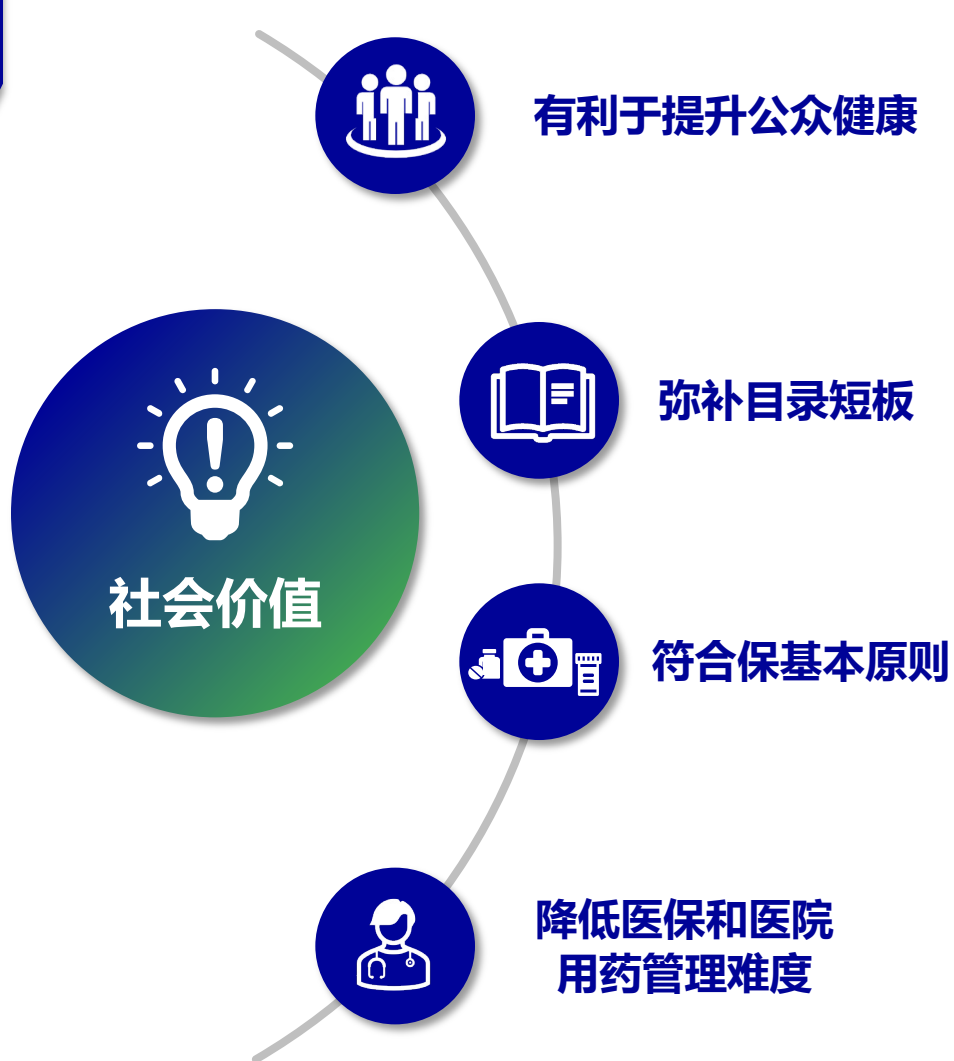 有利于提升公众健康
弥补目录短板
社会价值
符合保基本原则
降低医保和医院
用药管理难度